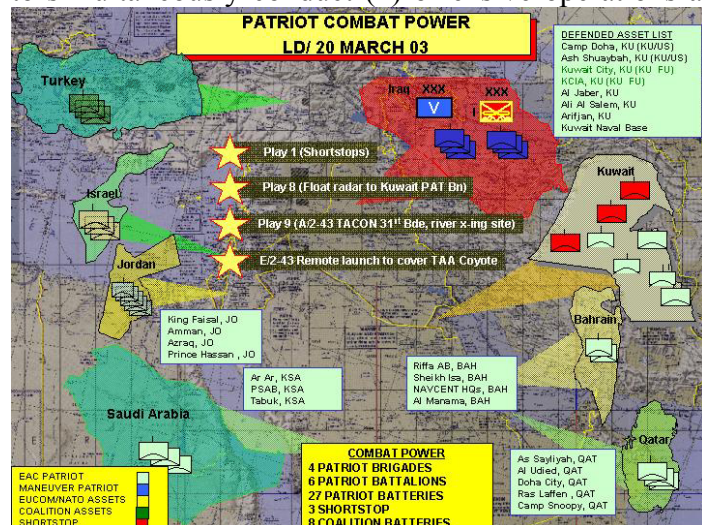 PATRIOT COMBAT POWER
LD/ 20 MARCH 03
DEFENDED ASSET LIST
Camp Doha, KU (KU/US)
Ash Shuaybah, KU (KU/US)
Kuwait City, KU (KU FU)
KCIA, KU (KU FU)
Al Jaber, KU
Ali Al Salem, KU
Arifjan, KU
Kuwait Naval Base
Turkey
Iraq
XXX
XXX
V
I
Play 1 (Shortstops)
Play 8 (Float radar to Kuwait PAT Bn)
Play 9 (A/2-43 TACON 31st Bde, river x-ing site)
E/2-43 Remote launch to cover TAA Coyote
Kuwait
Israel
Jordan
King Faisal, JO
Amman, JO
Azraq, JO
Prince Hassan , JO
Bahrain
Ar Ar, KSA
PSAB, KSA
Tabuk, KSA
Riffa AB, BAH
Sheikh Isa, BAH
NAVCENT HQs, BAH
Al Manama, BAH
Saudi Arabia
Qatar
As Sayliyah, QAT
Al Udied, QAT
Doha City, QAT
Ras Laffen , QAT
Camp Snoopy, QAT
COMBAT POWER
4 PATRIOT BRIGADES
6 PATRIOT BATTALIONS
27 PATRIOT BATTERIES
3 SHORTSTOP
8 COALITION BATTERIES
EAC PATRIOT
MANEUVER PATRIOT
EUCOM/NATO ASSETS
COALITION ASSETS
SHORTSTOP